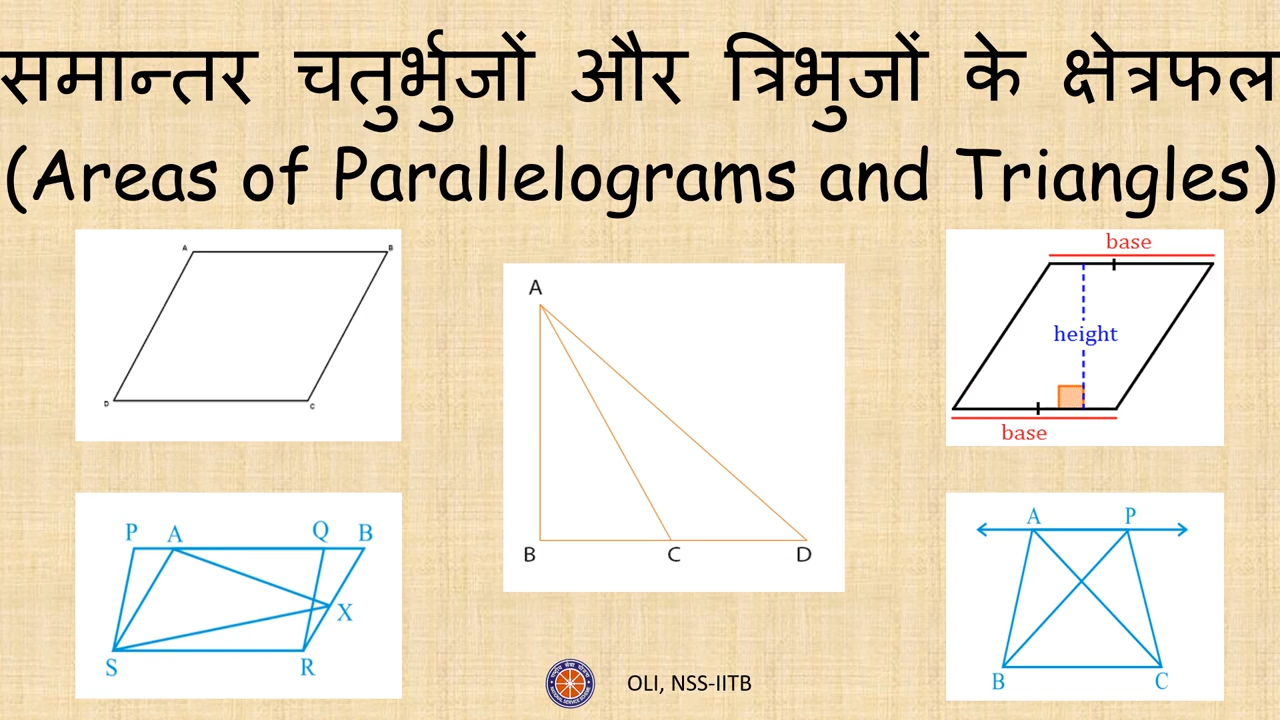 समान्तर चतुर्भुजों और त्रिभुजों के क्षेत्रफल
(Areas of Parallelograms and Triangles)
A B
D C
A
B C D
base
height
base
P A Q B
X
S R
A P
B C
OLI, NSS-IITB